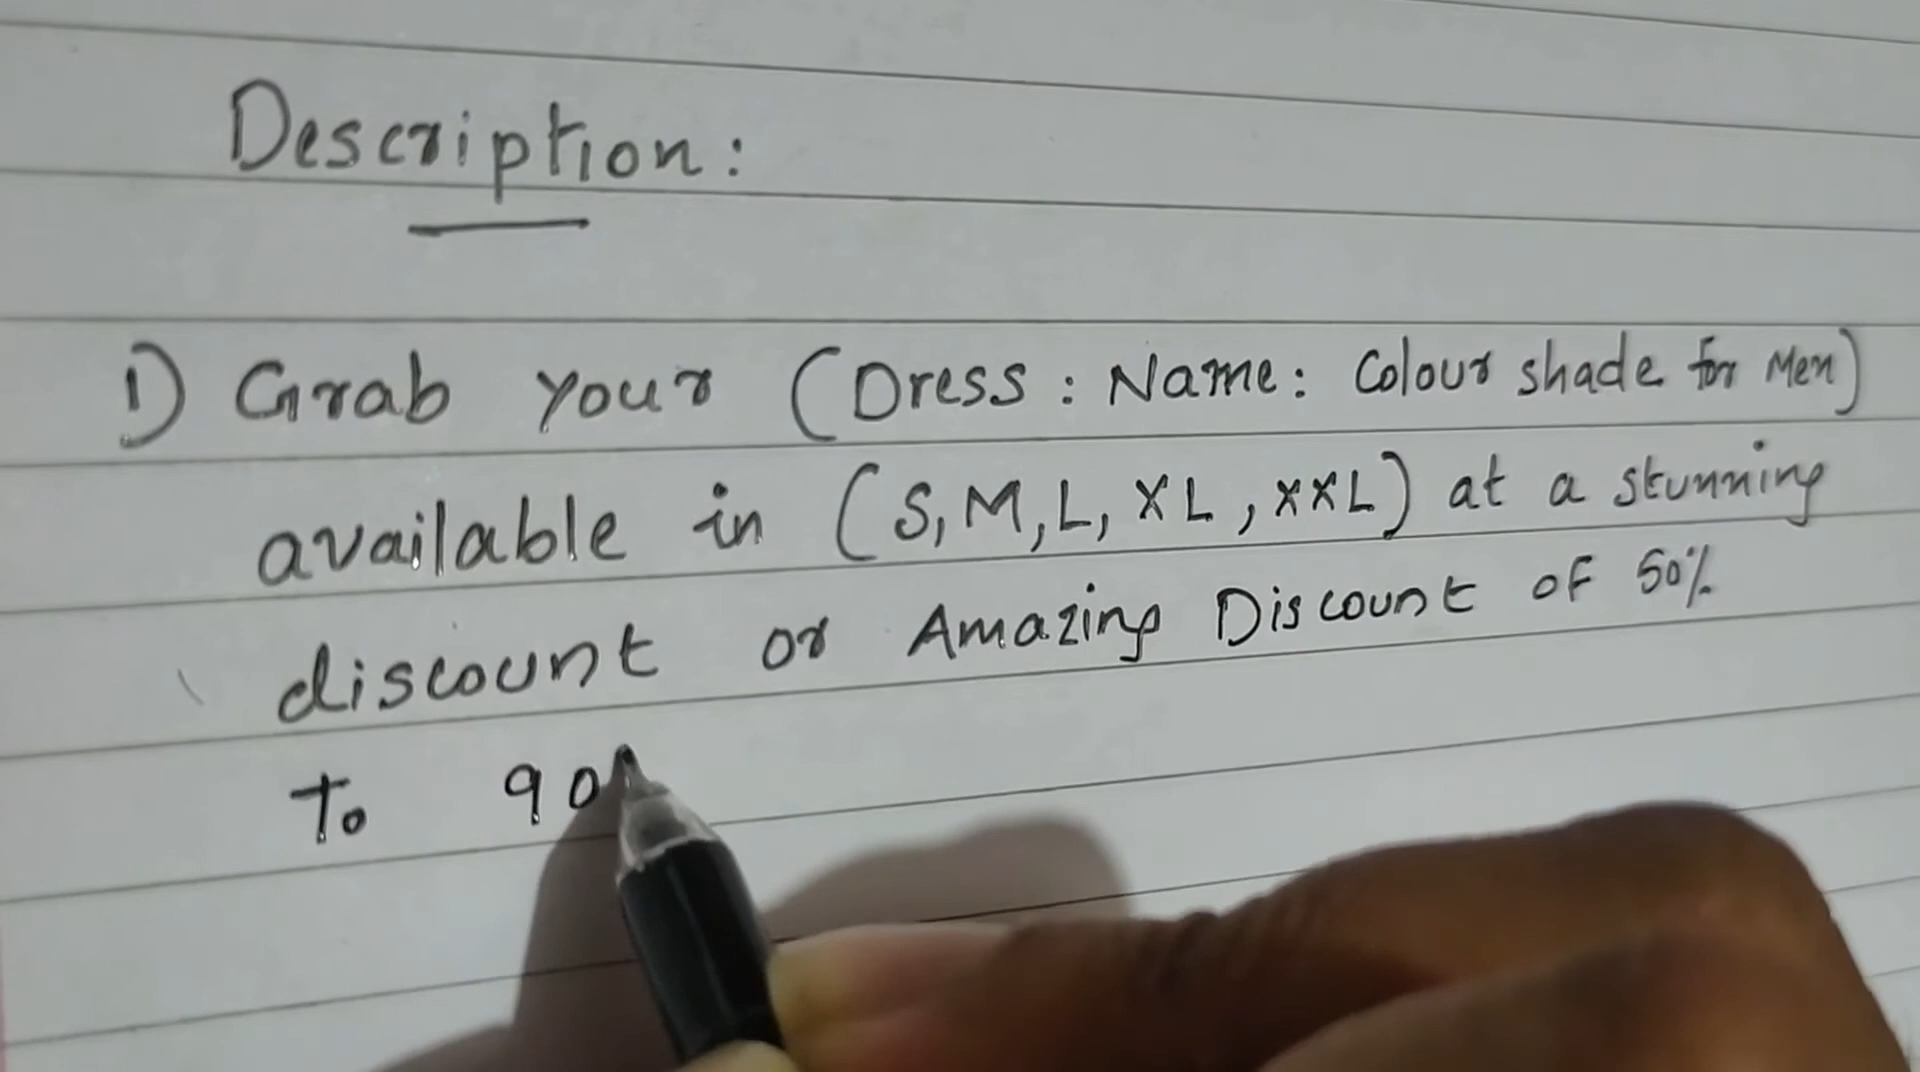 Description:
1) Grab your (Dress: Name: Colour shade for Men)
available in (S, M, L, XL, XXL) at a stunning
discount or Amazing Discount of 50%
To 90